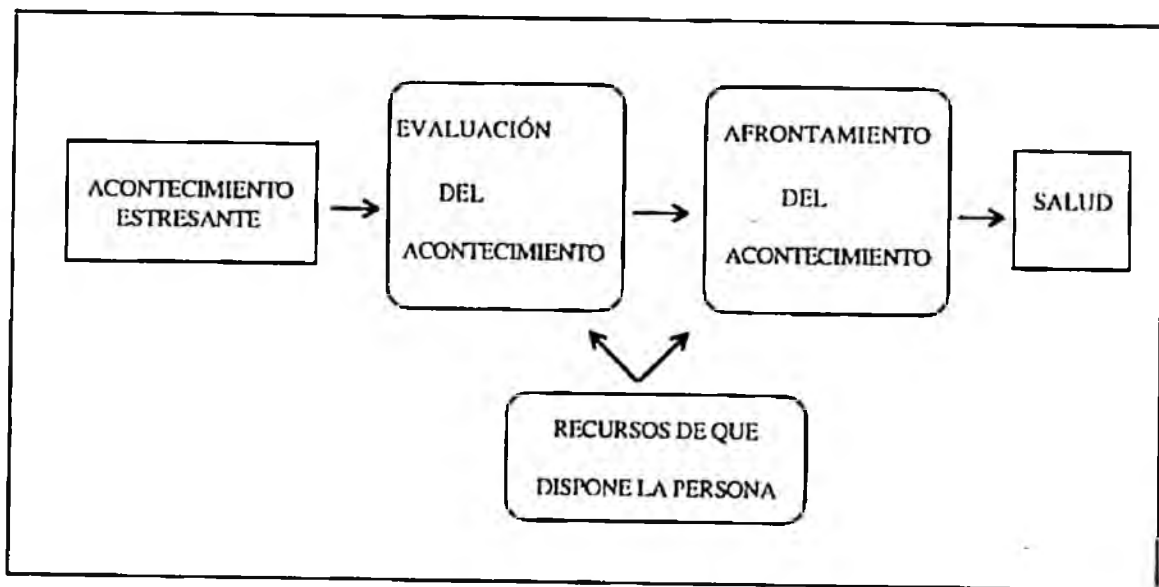 ACONTECIMIENTO
ESTRESANTE
EVALUACIÓN
DEL
ACONTECIMIENTO
AFRONTAMIENTO
DEL
ACONTECIMIENTO
SALUD
RECURSOS DE QUE
DISPONE LA PERSONA